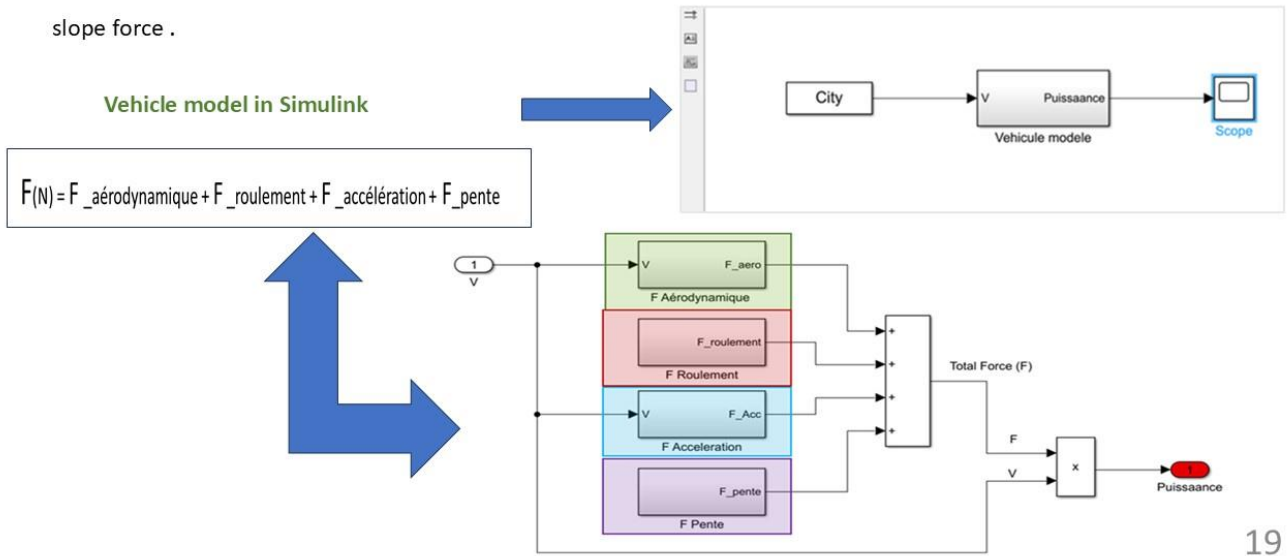 slope force .
Vehicle model in Simulink
F(N) = F _aérodynamique + F _roulement + F _accélération + F_pente
City
V
Puissaance
Vehicule modele
Scope
1
V
V
F_aero
F Aérodynamique
F_roulement
F Roulement
V
F_Acc
F Acceleration
F_pente
F Pente
+
+
+
+
Total Force (F)
F
V
x
1
Puissaance
19